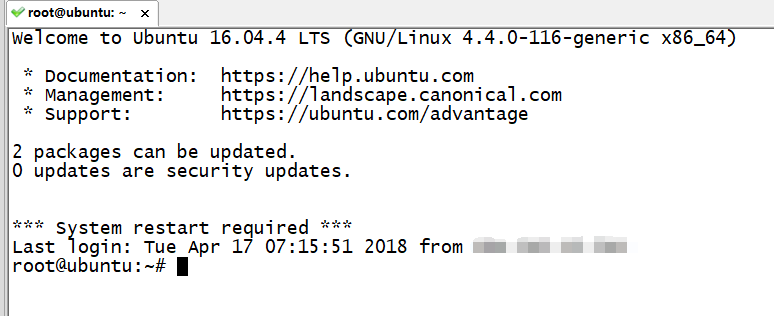 root@ubuntu: ~ ×
Welcome to Ubuntu 16.04.4 LTS (GNU/Linux 4.4.0-116-generic x86_64)
* Documentation:  https://help.ubuntu.com
* Management:     https://landscape.canonical.com
* Support:        https://ubuntu.com/advantage
2 packages can be updated.
0 updates are security updates.
*** System restart required ***
Last login: Tue Apr 17 07:15:51 2018 from
root@ubuntu:~#